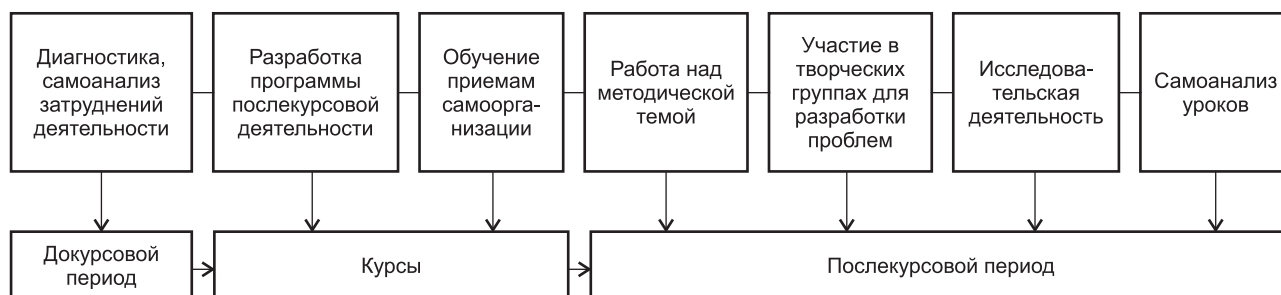 Диагностика,
самоанализ
затруднений
деятельности
Разработка
программы
послекурсовой
деятельности
Обучение
приемам
самоорга-
низации
Работа над
методической
темой
Участие в
творческих
группах для
разработки
проблем
Исследова-
тельская
деятельность
Самоанализ
уроков
Докурсовой
период
Курсы
Послекурсовой период